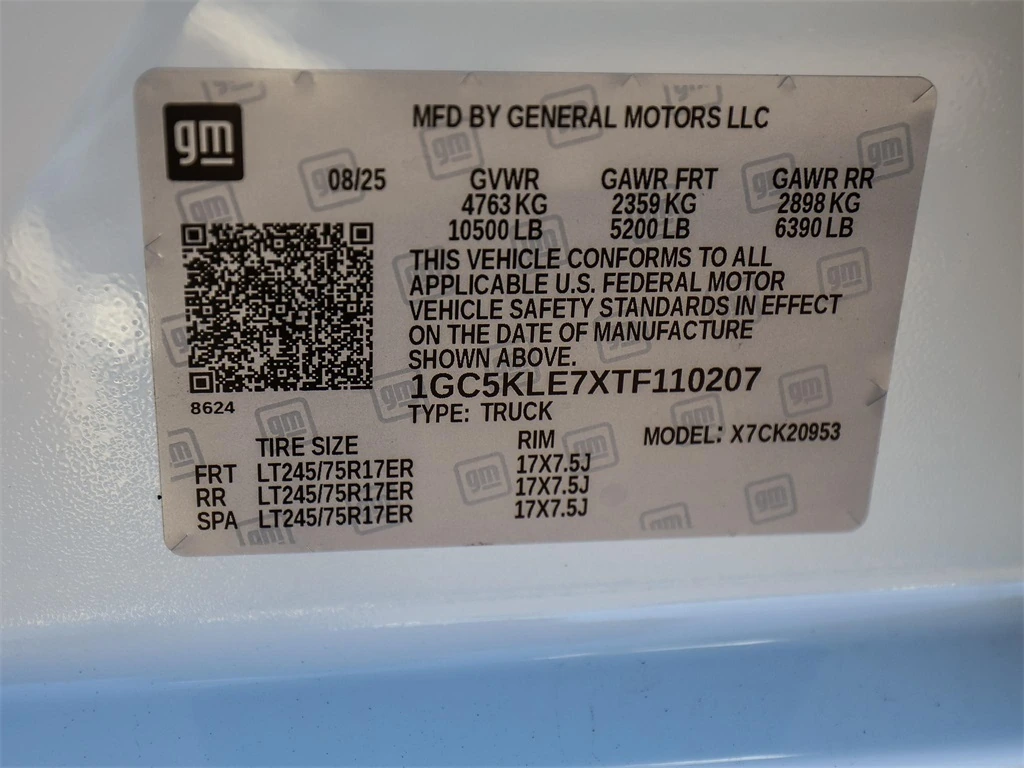 gm
MFD BY GENERAL MOTORS LLC
08/25 GVWR GAWR FRT GAWR RR
4763 KG 2359 KG 2898 KG
10500 LB 5200 LB 6390 LB
THIS VEHICLE CONFORMS TO ALL
APPLICABLE U.S. FEDERAL MOTOR
VEHICLE SAFETY STANDARDS IN EFFECT
ON THE DATE OF MANUFACTURE
SHOWN ABOVE.
1GC5KLE7XTF110207
8624
TYPE: TRUCK
TIRE SIZE RIM MODEL: X7CK20953
FRT LT245/75R17ER 17X7.5J
RR LT245/75R17ER 17X7.5J
SPA LT245/75R17ER 17X7.5J